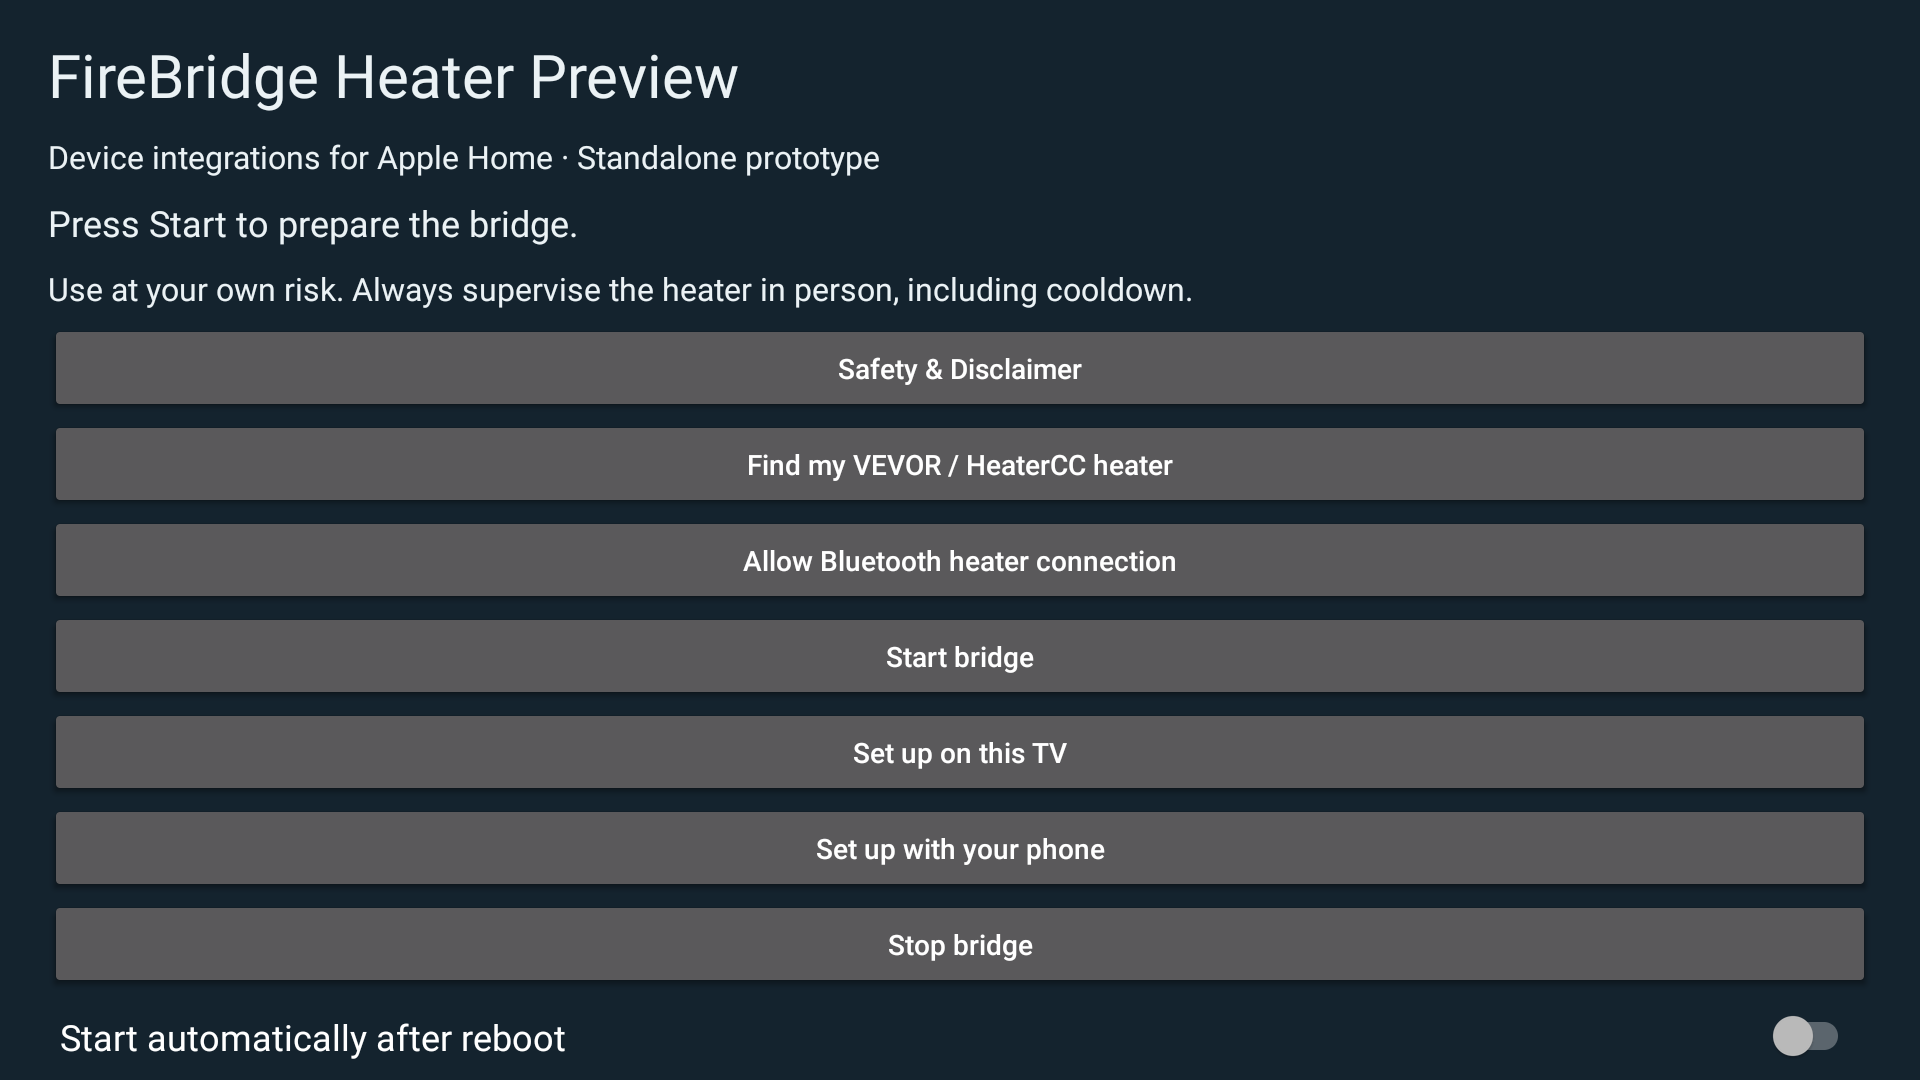 FireBridge Heater Preview
Device integrations for Apple Home · Standalone prototype
Press Start to prepare the bridge.
Use at your own risk. Always supervise the heater in person, including cooldown.
Safety & Disclaimer
Find my VEVOR / HeaterCC heater
Allow Bluetooth heater connection
Start bridge
Set up on this TV
Set up with your phone
Stop bridge
Start automatically after reboot